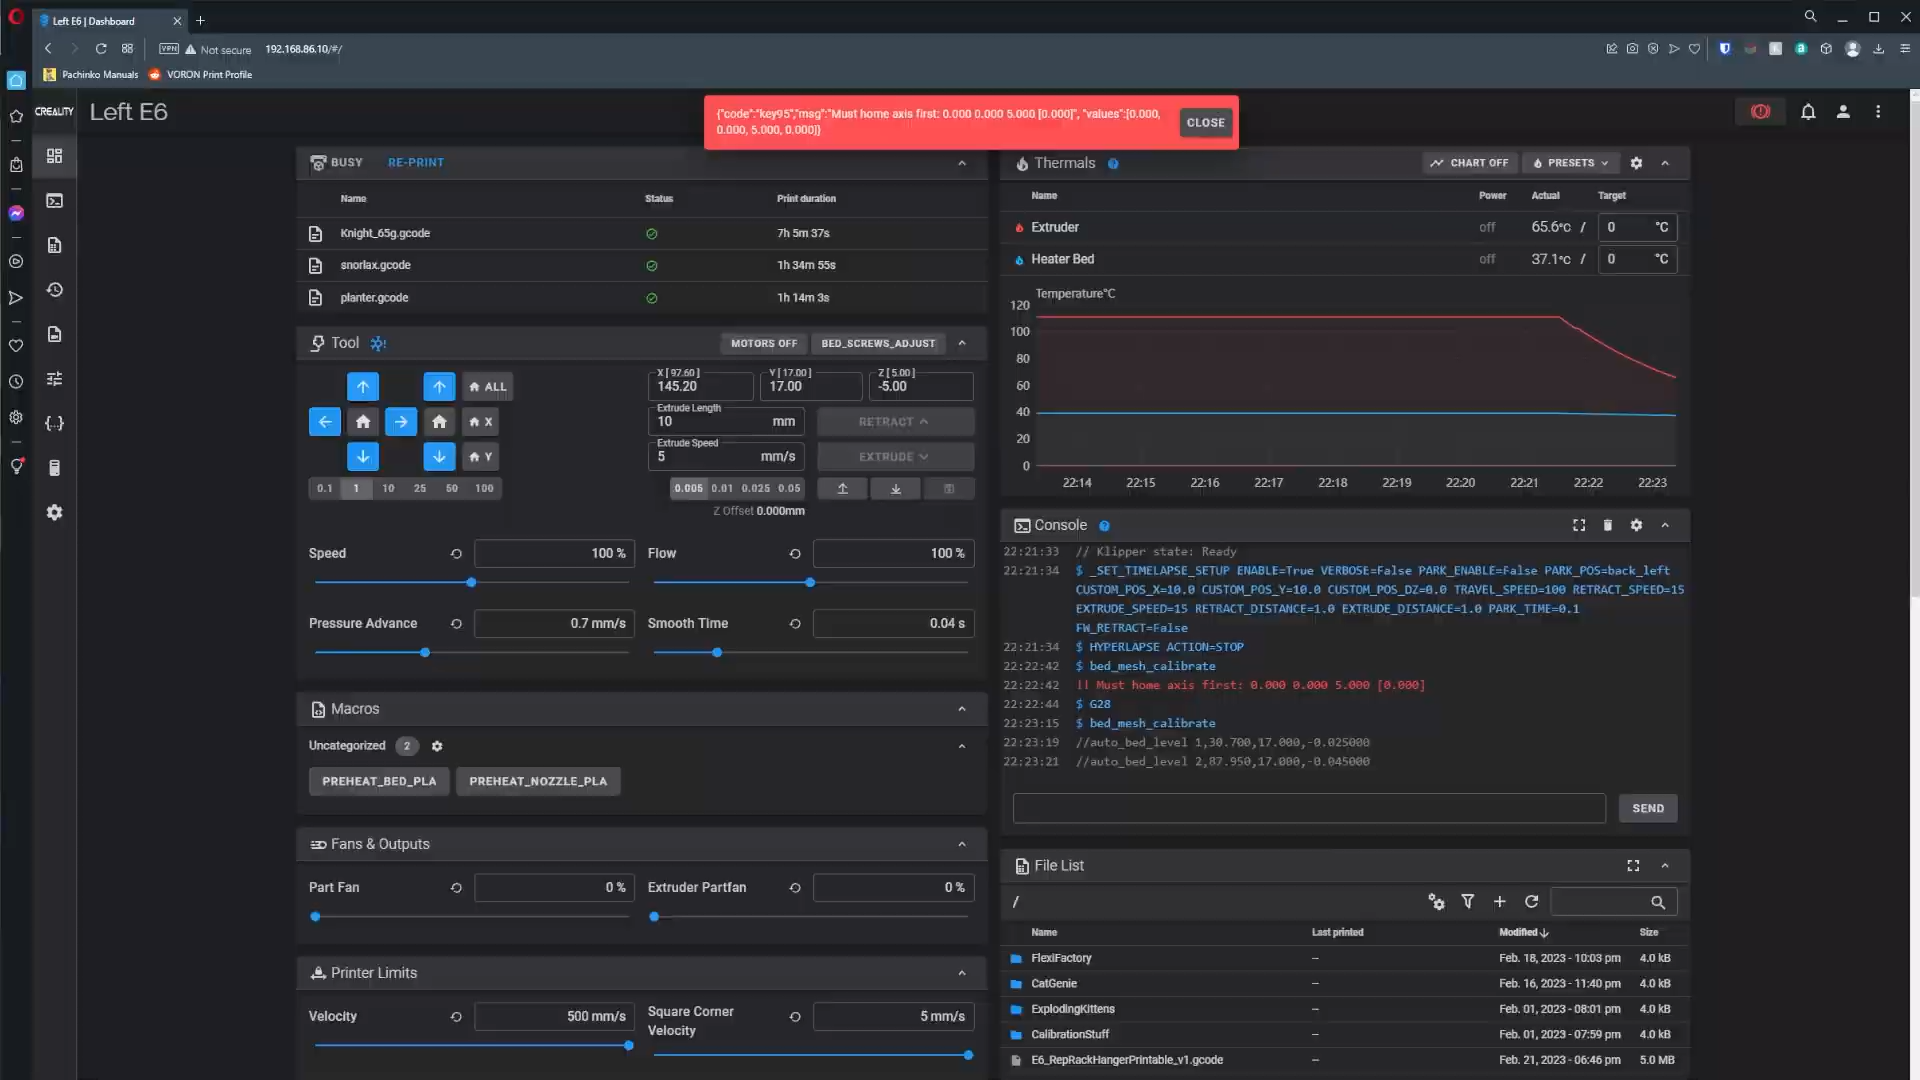 Left E6 | Dashboard
VPN
Not secure
192.168.86.10/#/
Pachinko Manuals
VORON Print Profile
CREALITY
Left E6
{"code":"key95","msg":"Must home axis first: 0.000 0.000 5.000 [0.000]", "values":[0.000,
0.000, 5.000, 0.000]}
CLOSE
BUSY
RE-PRINT
Name
Status
Print duration
Knight_65g.gcode
7h 5m 37s
snorlax.gcode
1h 34m 55s
planter.gcode
1h 14m 3s
Tool
MOTORS OFF
BED_SCREWS_ADJUST
ALL
X
Y
0.1 1 10 25 50 100
X [ 97.60 ]
145.20
Y [ 17.00 ]
17.00
Z [ 5.00 ]
-5.00
Extrude Length
10 mm
RETRACT
Extrude Speed
5 mm/s
EXTRUDE
0.005 0.01 0.025 0.05
Z Offset 0.000mm
Speed
100 %
Flow
100 %
Pressure Advance
0.7 mm/s
Smooth Time
0.04 s
Macros
Uncategorized 2
PREHEAT_BED_PLA
PREHEAT_NOZZLE_PLA
Fans & Outputs
Part Fan
0 %
Extruder Partfan
0 %
Printer Limits
Velocity
500 mm/s
Square Corner
Velocity
5 mm/s
Thermals
CHART OFF
PRESETS
Name
Power
Actual
Target
Extruder
off
65.6°C /
0 °C
Heater Bed
off
37.1°C /
0 °C
Temperature°C
120
100
80
60
40
20
0
22:14 22:15 22:16 22:17 22:18 22:19 22:20 22:21 22:22 22:23
Console
22:21:33 // Klipper state: Ready
22:21:34 $ _SET_TIMELAPSE_SETUP ENABLE=True VERBOSE=False PARK_ENABLE=False PARK_POS=back_left
CUSTOM_POS_X=10.0 CUSTOM_POS_Y=10.0 CUSTOM_POS_DZ=0.0 TRAVEL_SPEED=100 RETRACT_SPEED=15
EXTRUDE_SPEED=15 RETRACT_DISTANCE=1.0 EXTRUDE_DISTANCE=1.0 PARK_TIME=0.1
FW_RETRACT=False
22:21:34 $ HYPERLAPSE ACTION=STOP
22:22:42 $ bed_mesh_calibrate
22:22:42 !! Must home axis first: 0.000 0.000 5.000 [0.000]
22:22:44 $ G28
22:23:15 $ bed_mesh_calibrate
22:23:19 //auto_bed_level 1,30.700,17.000,-0.025000
22:23:21 //auto_bed_level 2,87.950,17.000,-0.045000
SEND
File List
/
Name
Last printed
Modified
Size
FlexiFactory – Feb. 18, 2023 - 10:03 pm 4.0 kB
CatGenie – Feb. 16, 2023 - 11:40 pm 4.0 kB
ExplodingKittens – Feb. 01, 2023 - 08:01 pm 4.0 kB
CalibrationStuff – Feb. 01, 2023 - 07:59 pm 4.0 kB
E6_RepRackHangerPrintable_v1.gcode – Feb. 21, 2023 - 06:46 pm 5.0 MB